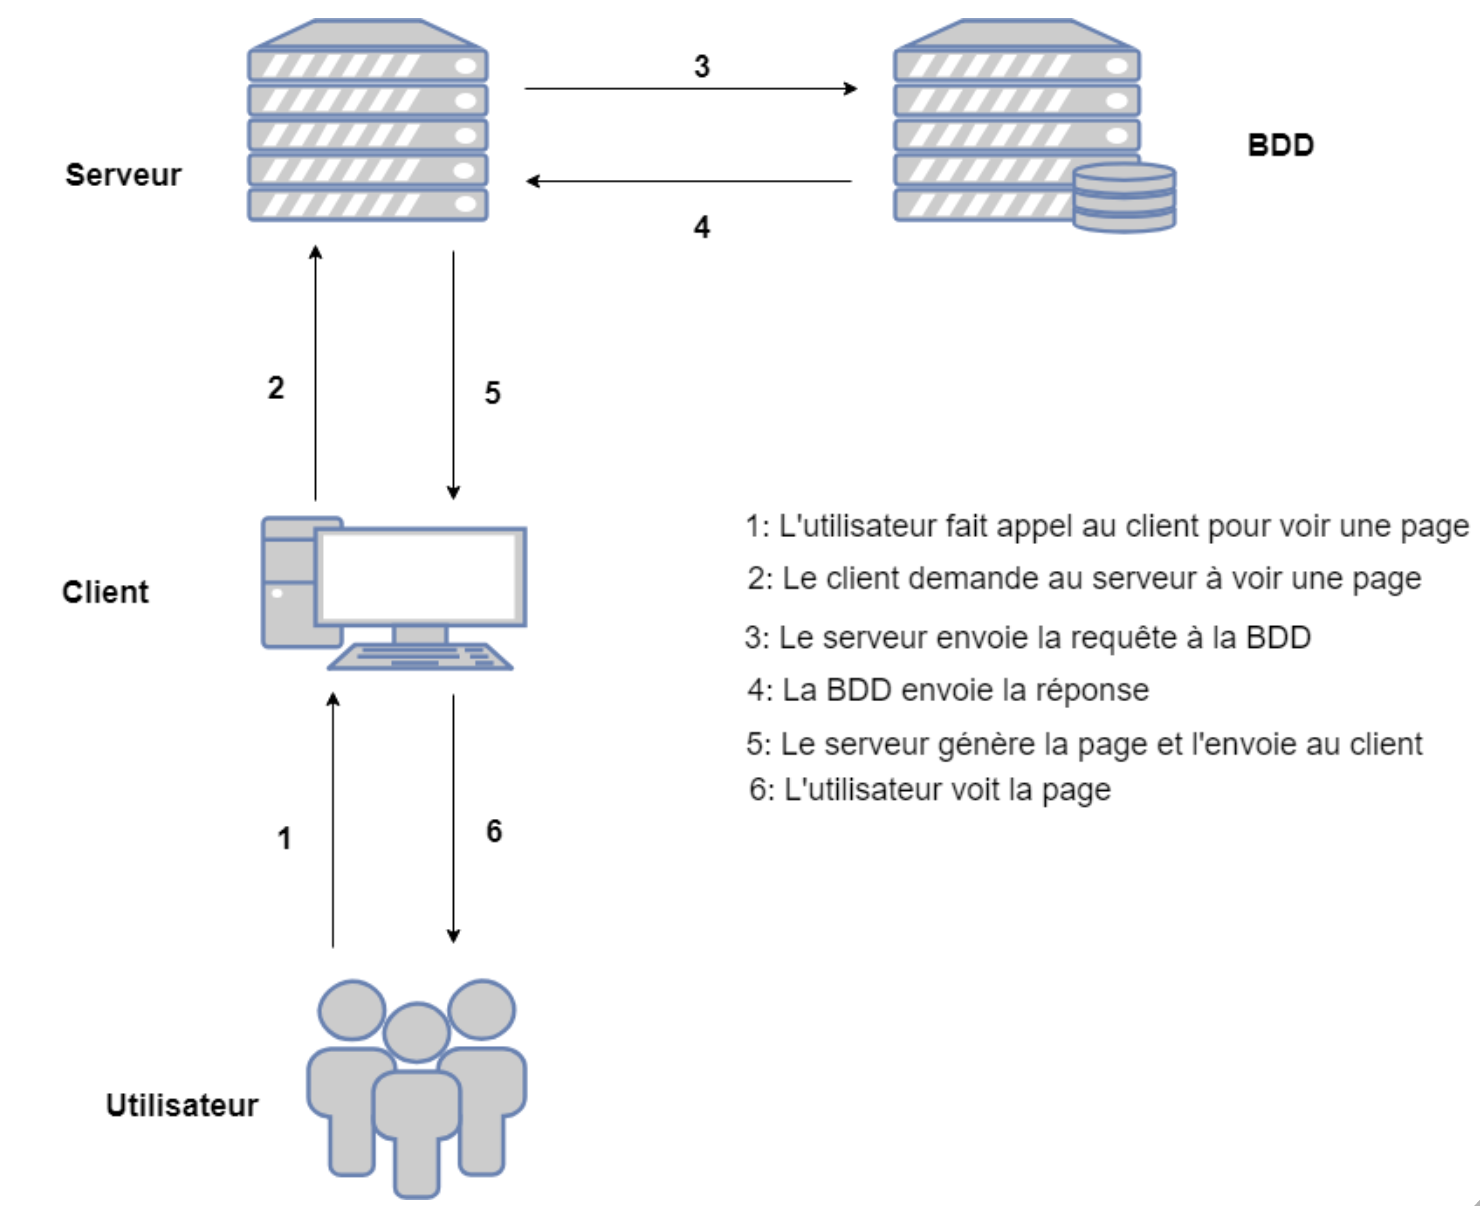 3
BDD
Serveur
4
2
5
1: L'utilisateur fait appel au client pour voir une page
2: Le client demande au serveur à voir une page
Client
3: Le serveur envoie la requête à la BDD
4: La BDD envoie la réponse
5: Le serveur génère la page et l'envoie au client
6: L'utilisateur voit la page
1
6
Utilisateur